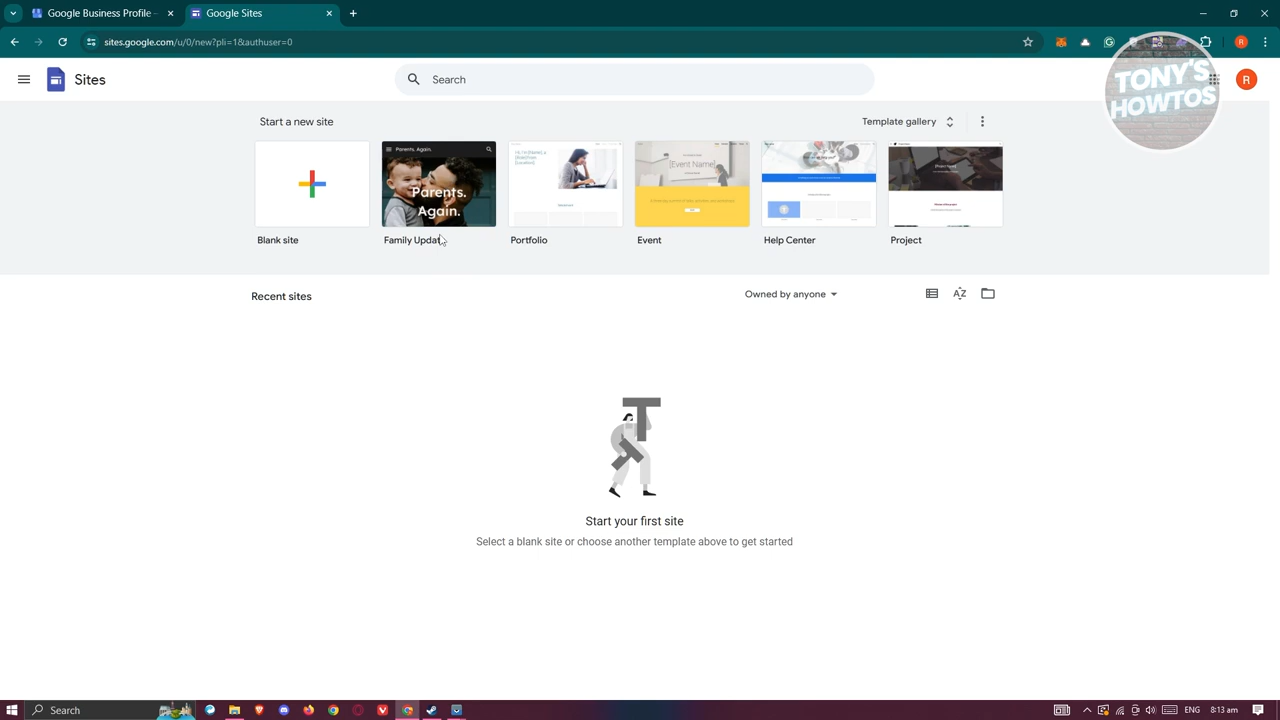 Google Business Profile -
Google Sites
sites.google.com/u/0/new?pli=1&authuser=0
Sites
Search
R
TONY'S
HOWTOS
Start a new site
Template gallery
Parents. Again.
Parents.
Again.
[Event Name]
[Project Name]
Blank site
Family Updat
Portfolio
Event
Help Center
Project
Recent sites
Owned by anyone
AZ
Start your first site
Select a blank site or choose another template above to get started
Search
ENG
8:13 am